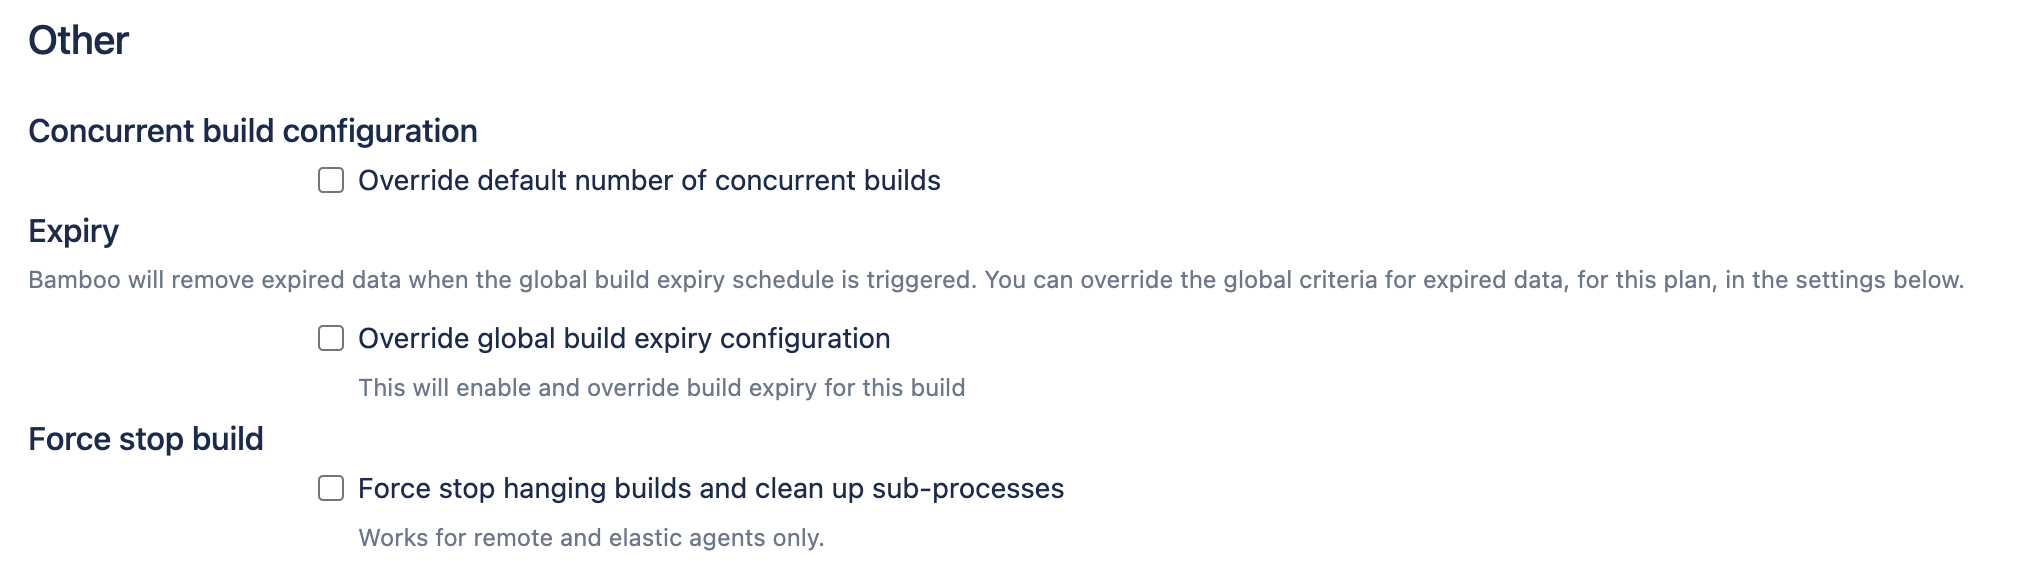 Other
Concurrent build configuration
Override default number of concurrent builds
Expiry
Bamboo will remove expired data when the global build expiry schedule is triggered. You can override the global criteria for expired data, for this plan, in the settings below.
Override global build expiry configuration
This will enable and override build expiry for this build
Force stop build
Force stop hanging builds and clean up sub-processes
Works for remote and elastic agents only.